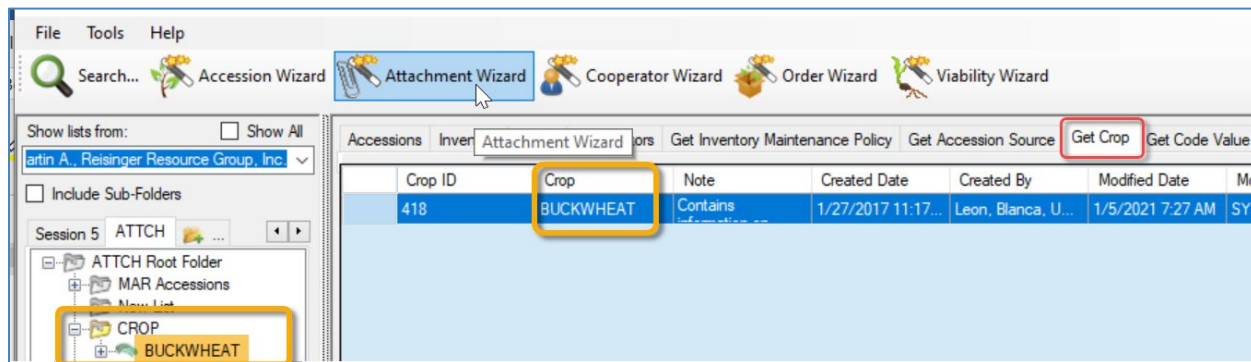 File Tools Help
Search... Accession Wizard Attachment Wizard Cooperator Wizard Order Wizard Viability Wizard
Show lists from: Show All
artin A., Reisinger Resource Group, Inc.
Include Sub-Folders
Session 5 ATTCH ...
ATTCH Root Folder
MAR Accessions
New List
CROP
BUCKWHEAT
Accessions Inven ors Get Inventory Maintenance Policy Get Accession Source Get Crop Get Code Value
Attachment Wizard
Crop ID Crop Note Created Date Created By Modified Date
418 BUCKWHEAT Contains 1/27/2017 11:17... Leon, Blanca, U... 1/5/2021 7:27 AM SY